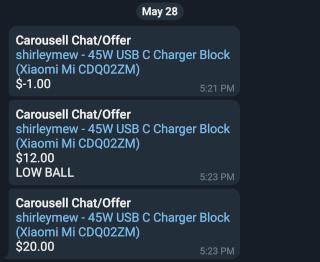 May 28
Carousell Chat/Offer
shirleymew - 45W USB C Charger Block
(Xiaomi Mi CDQ02ZM)
$-1.00
5:21 PM
Carousell Chat/Offer
shirleymew - 45W USB C Charger Block
(Xiaomi Mi CDQ02ZM)
$12.00
LOW BALL
5:23 PM
Carousell Chat/Offer
shirleymew - 45W USB C Charger Block
(Xiaomi Mi CDQ02ZM)
$20.00
5:23 PM